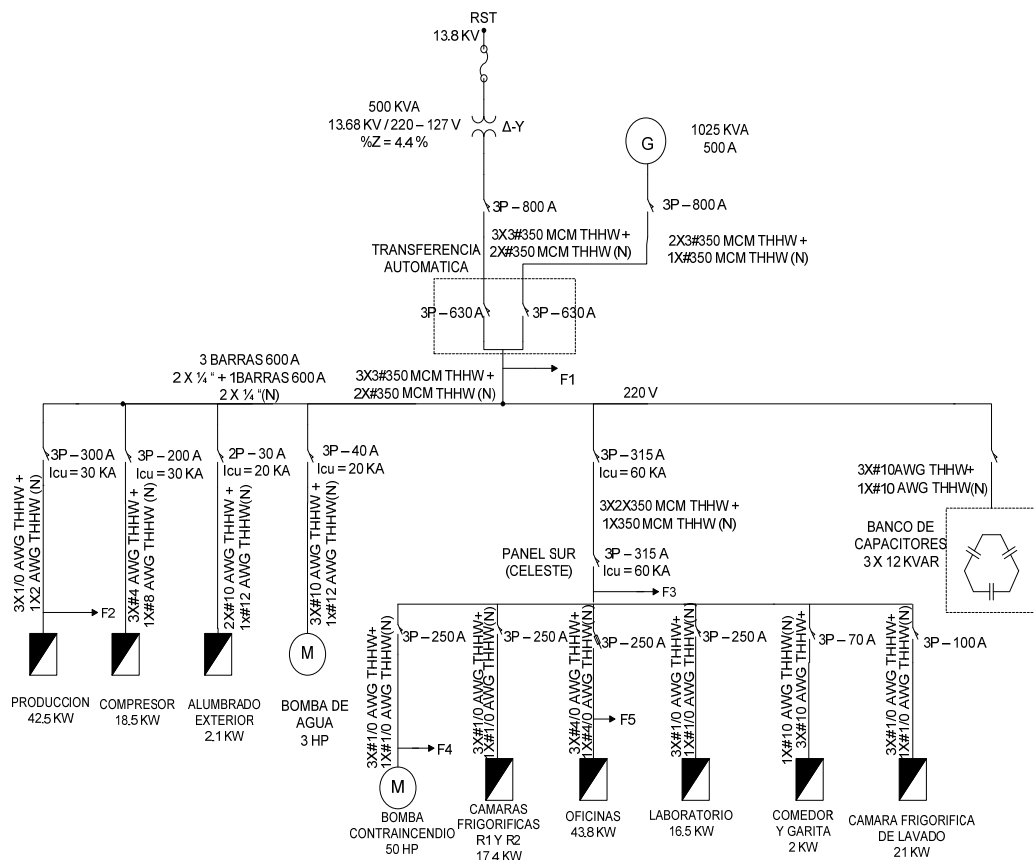 RST
13.8 KV
500 KVA
13.68 KV / 220 – 127 V
%Z = 4.4 %
Δ-Y
G
1025 KVA
500 A
3P – 800 A
3P – 800 A
3X3#350 MCM THHW +
2X#350 MCM THHW (N)
2X3#350 MCM THHW +
1X#350 MCM THHW (N)
TRANSFERENCIA
AUTOMATICA
3P – 630 A
3P – 630 A
F1
3 BARRAS 600 A
2 X ¼ “ + 1BARRAS 600 A
2 X ¼ “(N)
3X3#350 MCM THHW +
2X#350 MCM THHW (N)
220 V
3P – 300 A
Icu = 30 KA
3P – 200 A
Icu = 30 KA
2P – 30 A
Icu = 20 KA
3P – 40 A
Icu = 20 KA
3P – 315 A
Icu = 60 KA
3X1/0 AWG THHW +
1X2 AWG THHW (N)
3X#4 AWG THHW +
1X#8 AWG THHW (N)
2X#10 AWG THHW +
1x#12 AWG THHW(N)
3X#10 AWG THHW +
1x#12 AWG THHW(N)
3X2X350 MCM THHW +
1X350 MCM THHW (N)
3X#10AWG THHW+
1X#10 AWG THHW(N)
BANCO DE
CAPACITORES
3 X 12 KVAR
PANEL SUR
(CELESTE)
3P – 315 A
Icu = 60 KA
F2
F3
M
PRODUCCION
42.5 KW
COMPRESOR
18.5 KW
ALUMBRADO
EXTERIOR
2.1 KW
BOMBA DE
AGUA
3 HP
3P – 250 A
3P – 250 A
3P – 250 A
3P – 250 A
3P – 70 A
3P – 100 A
3X#1/0 AWG THHW+
1X#1/0 AWG THHW(N)
3X#1/0 AWG THHW+
1X#1/0 AWG THHW(N)
3X#4/0 AWG THHW+
1X#4/0 AWG THHW(N)
3X#1/0 AWG THHW+
1X#1/0 AWG THHW(N)
1X#10 AWG THHW(N)
3X#10 AWG THHW+
3X#1/0 AWG THHW+
1X#1/0 AWG THHW(N)
F4
F5
M
BOMBA
CONTRAINCENDIO
50 HP
CAMARAS
FRIGORIFICAS
R1 Y R2
17.4 KW
OFICINAS
43.8 KW
LABORATORIO
16.5 KW
COMEDOR
Y GARITA
2 KW
CAMARA FRIGORIFICA
DE LAVADO
21 KW